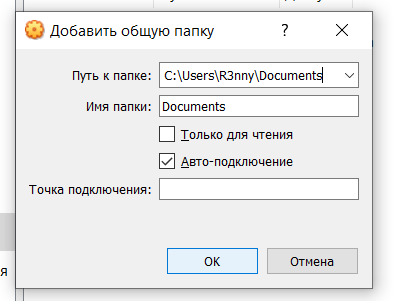 Добавить общую папку
?
Путь к папке: C:\Users\R3nny\Documents
Имя папки: Documents
Только для чтения
Авто-подключение
Точка подключения:
OK Отмена
я